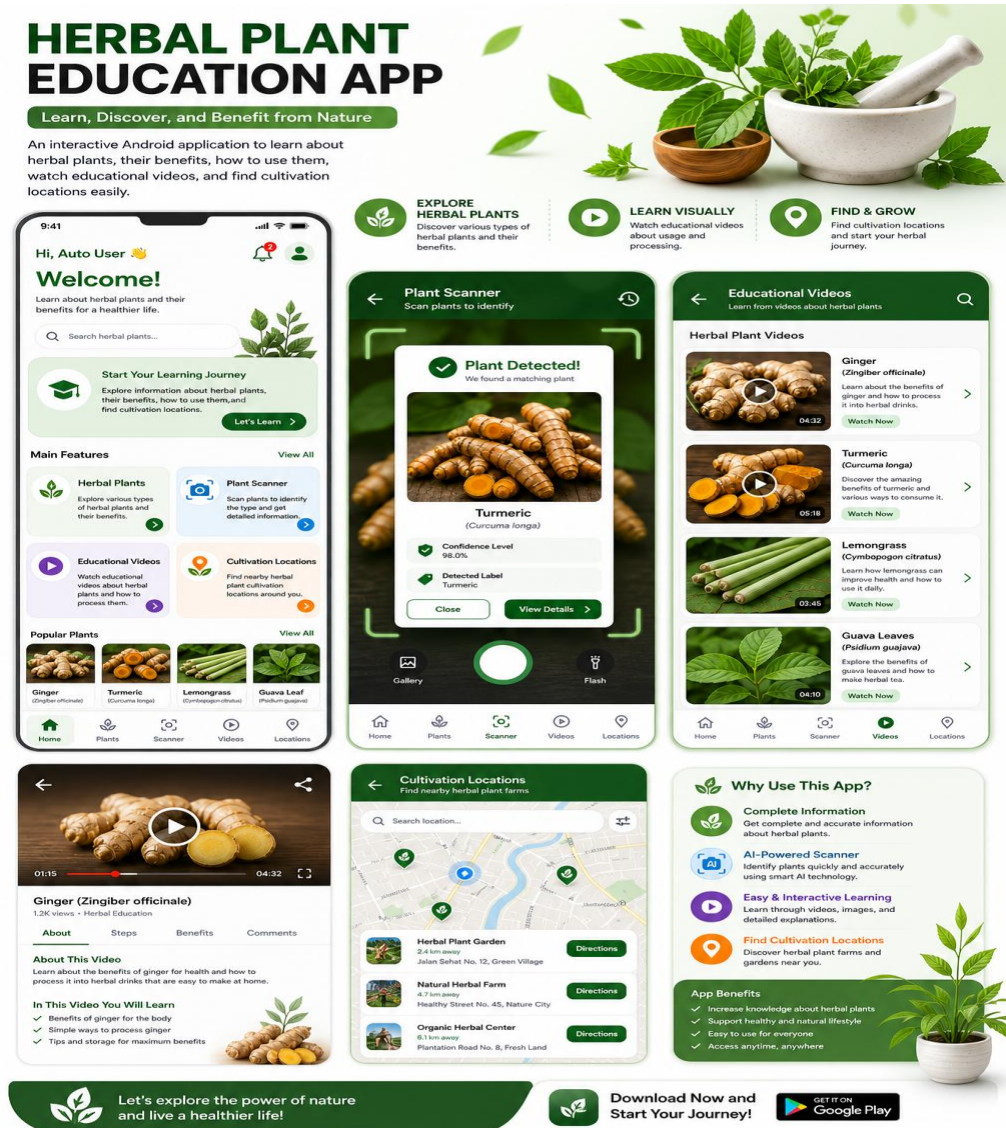 HERBAL PLANT
EDUCATION APP
Learn, Discover, and Benefit from Nature
An interactive Android application to learn about
herbal plants, their benefits, how to use them,
watch educational videos, and find cultivation
locations easily.
EXPLORE
HERBAL PLANTS
Discover various types of
herbal plants and their
benefits.
LEARN VISUALLY
Watch educational videos
about usage and
processing.
FIND & GROW
Find cultivation locations
and start your herbal
journey.
9:41
Hi, Auto User 👋
2
Welcome!
Learn about herbal plants and their
benefits for a healthier life.
Search herbal plants...
Start Your Learning Journey
Explore information about herbal plants,
their benefits, how to use them,and
find cultivation locations.
Let's Learn
Main Features
View All
Herbal Plants
Explore various types
of herbal plants and
their benefits.
Plant Scanner
Scan plants to identify
the type and get
detailed information.
Educational Videos
Watch educational
videos about herbal
plants and how to
process them.
Cultivation Locations
Find nearby herbal
plant cultivation
locations around you.
Popular Plants
View All
Ginger
(Zingiber officinale)
Turmeric
(Curcuma longa)
Lemongrass
(Cymbopogon citratus)
Guava Leaf
(Psidium guajava)
Home
Plants
Scanner
Videos
Locations
Plant Scanner
Scan plants to identify
Plant Detected!
We found a matching plant
Turmeric
(Curcuma longa)
Confidence Level
98.0%
Detected Label
Turmeric
Close
View Details
Gallery
Flash
Home
Plants
Scanner
Videos
Locations
Educational Videos
Learn from videos about herbal plants
Herbal Plant Videos
Ginger
(Zingiber officinale)
Learn about the benefits of
ginger and how to process
it into herbal drinks.
04:32
Watch Now
Turmeric
(Curcuma longa)
Discover the amazing
benefits of turmeric and
various ways to consume it.
05:18
Watch Now
Lemongrass
(Cymbopogon citratus)
Learn how lemongrass can
improve health and how to
use it daily.
03:45
Watch Now
Guava Leaves
(Psidium guajava)
Explore the benefits of
guava leaves and how to
make herbal tea.
04:10
Watch Now
Home
Plants
Scanner
Videos
Locations
01:15
04:32
Ginger (Zingiber officinale)
1.2K views • Herbal Education
About
Steps
Benefits
Comments
About This Video
Learn about the benefits of ginger for health and how to
process it into herbal drinks that are easy to make at home.
In This Video You Will Learn
Benefits of ginger for the body
Simple ways to process ginger
Tips and storage for maximum benefits
Cultivation Locations
Find nearby herbal plant farms
Search location...
Herbal Plant Garden
2.4 km away
Jalan Sehat No. 12, Green Village
Directions
Natural Herbal Farm
4.7 km away
Healthy Street No. 45, Nature City
Directions
Organic Herbal Center
6.1 km away
Plantation Road No. 8, Fresh Land
Directions
Why Use This App?
Complete Information
Get complete and accurate information
about herbal plants.
AI
AI-Powered Scanner
Identify plants quickly and accurately
using smart AI technology.
Easy & Interactive Learning
Learn through videos, images, and
detailed explanations.
Find Cultivation Locations
Discover herbal plant farms and
gardens near you.
App Benefits
Increase knowledge about herbal plants
Support healthy and natural lifestyle
Easy to use for everyone
Access anytime, anywhere
Let's explore the power of nature
and live a healthier life!
Download Now and
Start Your Journey!
GET IT ON
Google Play